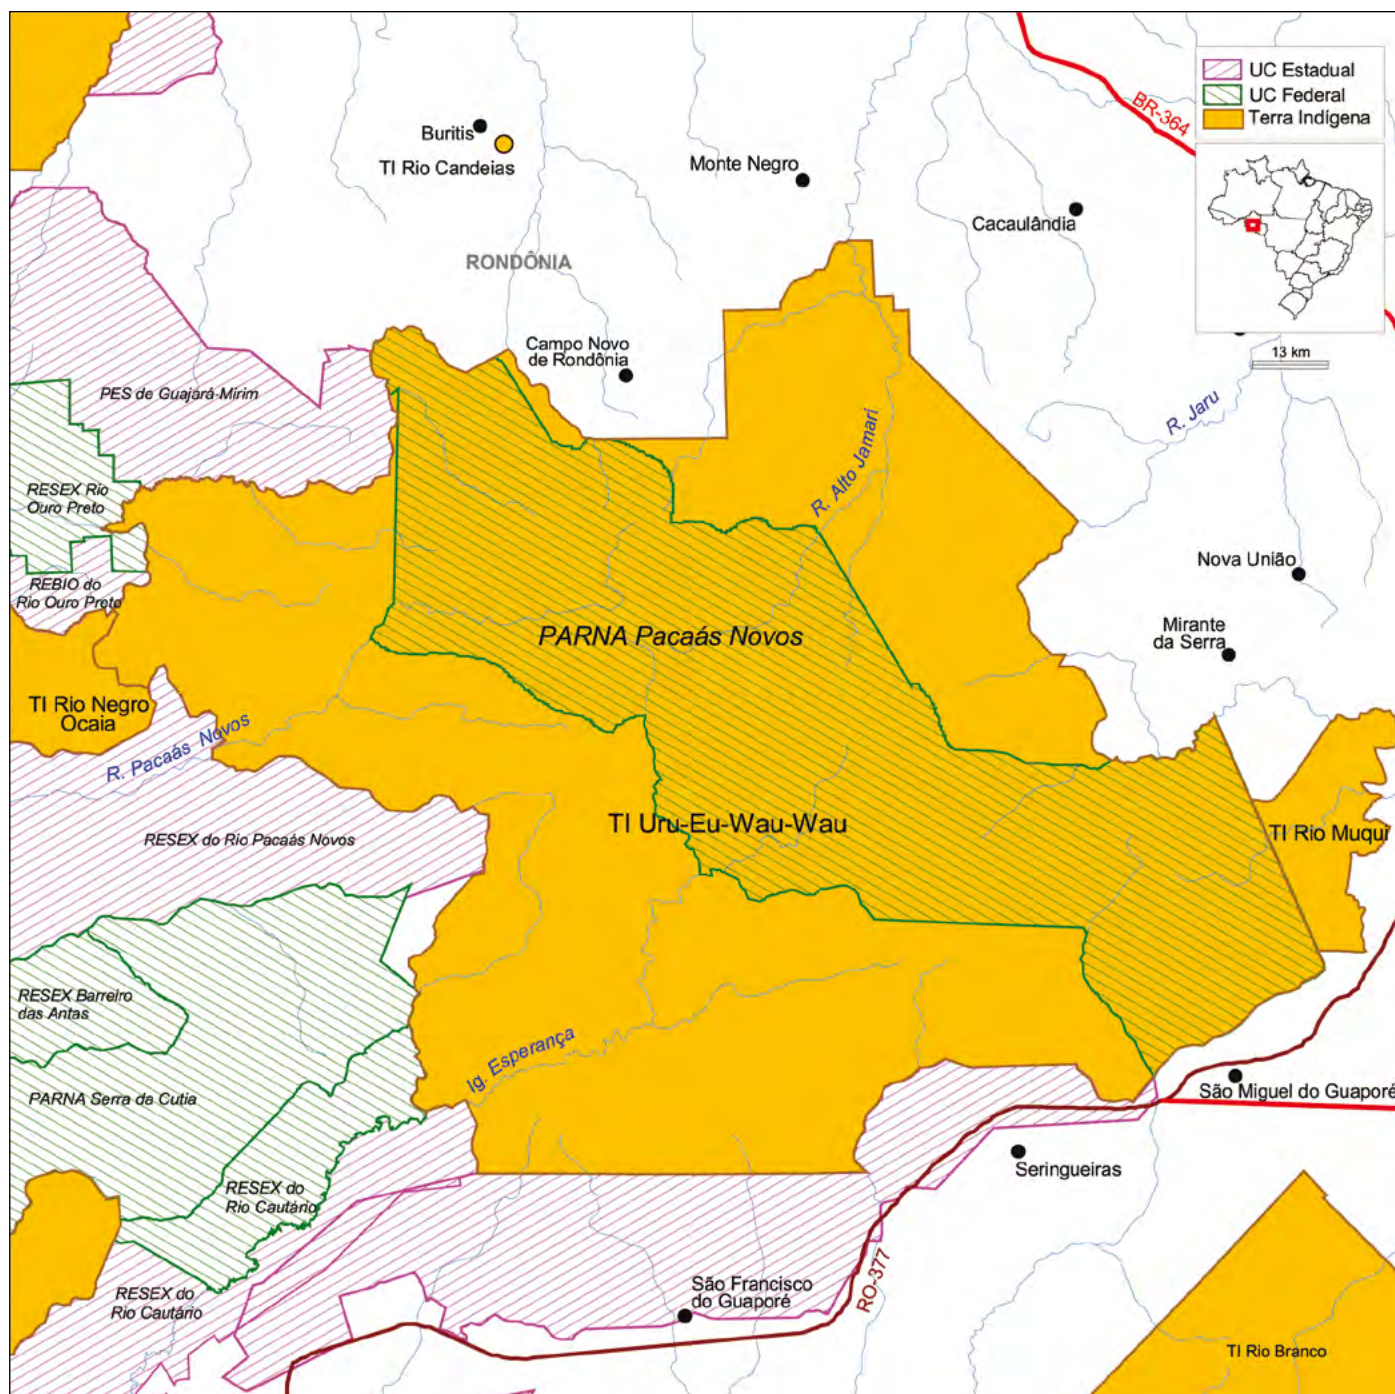 UC Estadual
UC Federal
Terra Indígena
BR-364
Buritis
TI Rio Candeias
Monte Negro
Cacaulândia
RONDÔNIA
Campo Novo
de Rondônia
13 km
PES de Guajará-Mirim
R. Jaru
R. Alto Jamari
RESEX Rio
Ouro Preto
Nova União
REBIO do
Rio Ouro Preto
PARNA Pacaás Novos
Mirante
da Serra
TI Rio Negro
Ocaia
R. Pacaás Novos
TI Uru-Eu-Wau-Wau
TI Rio Muqui
RESEX do Rio Pacaás Novos
RESEX Barreiro
das Antas
Ig. Esperança
PARNA Serra da Cutia
São Miguel do Guaporé
Seringueiras
RESEX do
Rio Cautário
RO-377
São Francisco
do Guaporé
RESEX do
Rio Cautário
TI Rio Branco